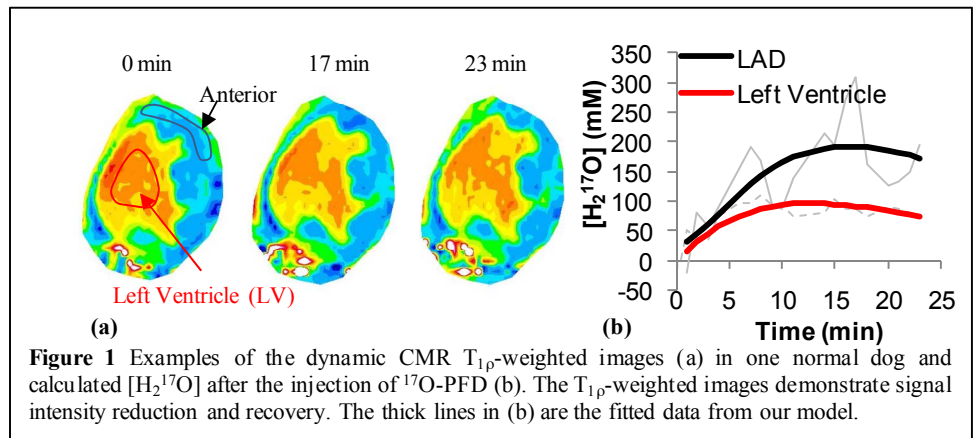 0 min 17 min 23 min
Anterior
Left Ventricle (LV)
(a)
350
300
250
200
150
100
50
0
-50
[H₂¹⁷O] (mM)
LAD
Left Ventricle
0 5 10 15 20 25
Time (min)
(b)
Figure 1 Examples of the dynamic CMR T₁ρ-weighted images (a) in one normal dog and
calculated [H₂¹⁷O] after the injection of ¹⁷O-PFD (b). The T₁ρ-weighted images demonstrate signal
intensity reduction and recovery. The thick lines in (b) are the fitted data from our model.